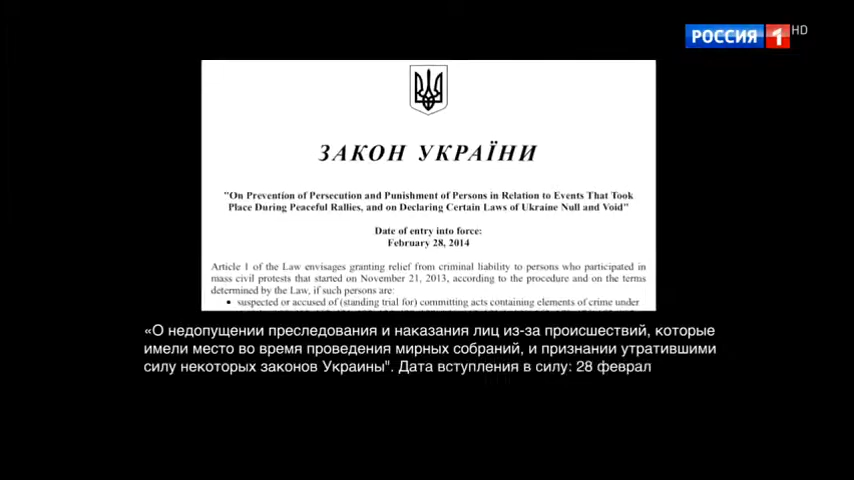 РОССИЯ 1 HD
ЗАКОН УКРАЇНИ
"On Prevention of Persecution and Punishment of Persons in Relation to Events That Took
Place During Peaceful Rallies, and on Declaring Certain Laws of Ukraine Null and Void"
Date of entry into force:
February 28, 2014
Article 1 of the Law envisages granting relief from criminal liability to persons who participated in
mass civil protests that started on November 21, 2013, according to the procedure and on the terms
determined by the Law, if such persons are:
• suspected or accused of (standing trial for) committing acts containing elements of crime under
«О недопущении преследования и наказания лиц из-за происшествий, которые
имели место во время проведения мирных собраний, и признании утратившими
силу некоторых законов Украины". Дата вступления в силу: 28 феврал